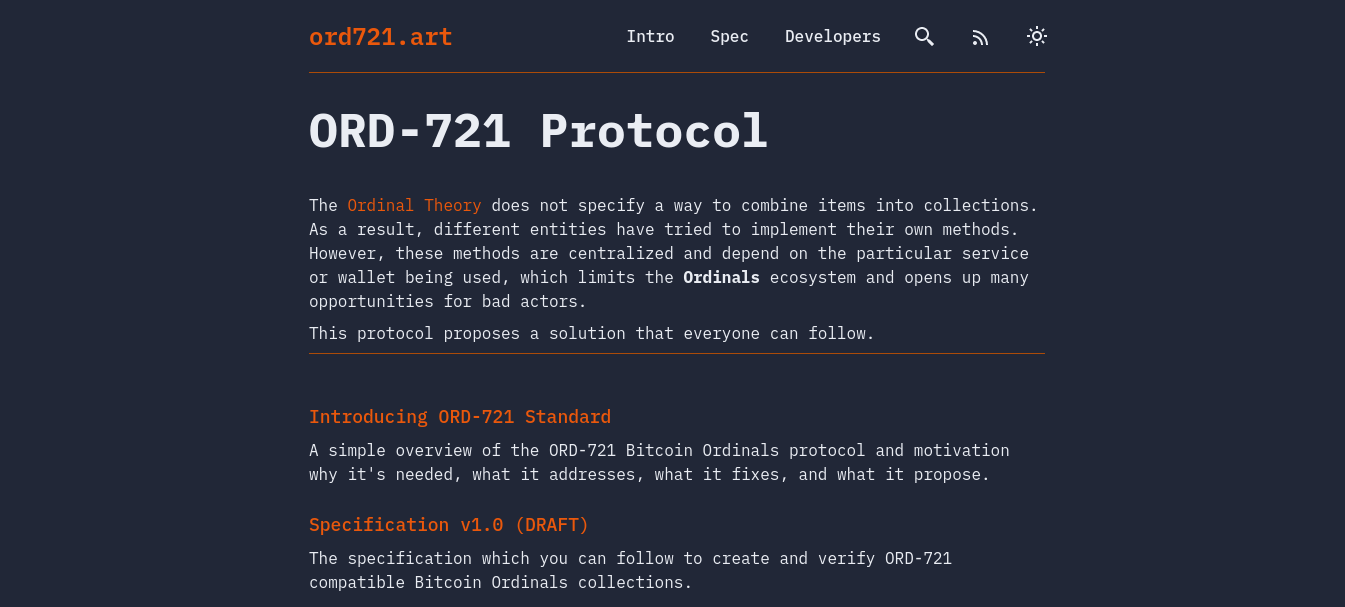 ord721.art
Intro Spec Developers
ORD-721 Protocol
The Ordinal Theory does not specify a way to combine items into collections.
As a result, different entities have tried to implement their own methods.
However, these methods are centralized and depend on the particular service
or wallet being used, which limits the Ordinals ecosystem and opens up many
opportunities for bad actors.
This protocol proposes a solution that everyone can follow.
Introducing ORD-721 Standard
A simple overview of the ORD-721 Bitcoin Ordinals protocol and motivation
why it's needed, what it addresses, what it fixes, and what it propose.
Specification v1.0 (DRAFT)
The specification which you can follow to create and verify ORD-721
compatible Bitcoin Ordinals collections.